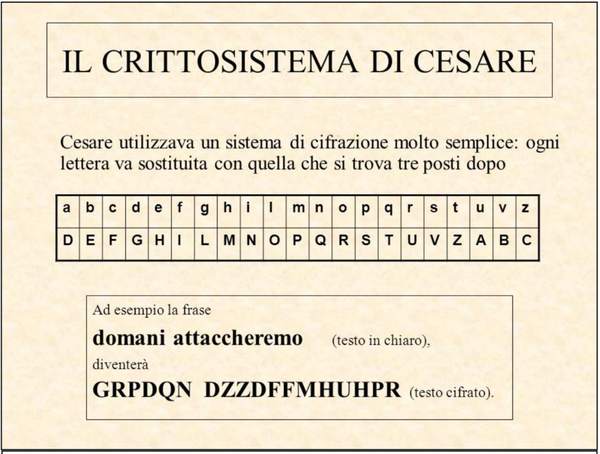 IL CRITTOSISTEMA DI CESARE
Cesare utilizzava un sistema di cifrazione molto semplice: ogni
lettera va sostituita con quella che si trova tre posti dopo
a b c d e f g h i l m n o p q r s t u v z
D E F G H I L M N O P Q R S T U V Z A B C
Ad esempio la frase
domani attaccheremo (testo in chiaro),
diventerà
GRPDQN DZZDFFMHUHPR (testo cifrato).